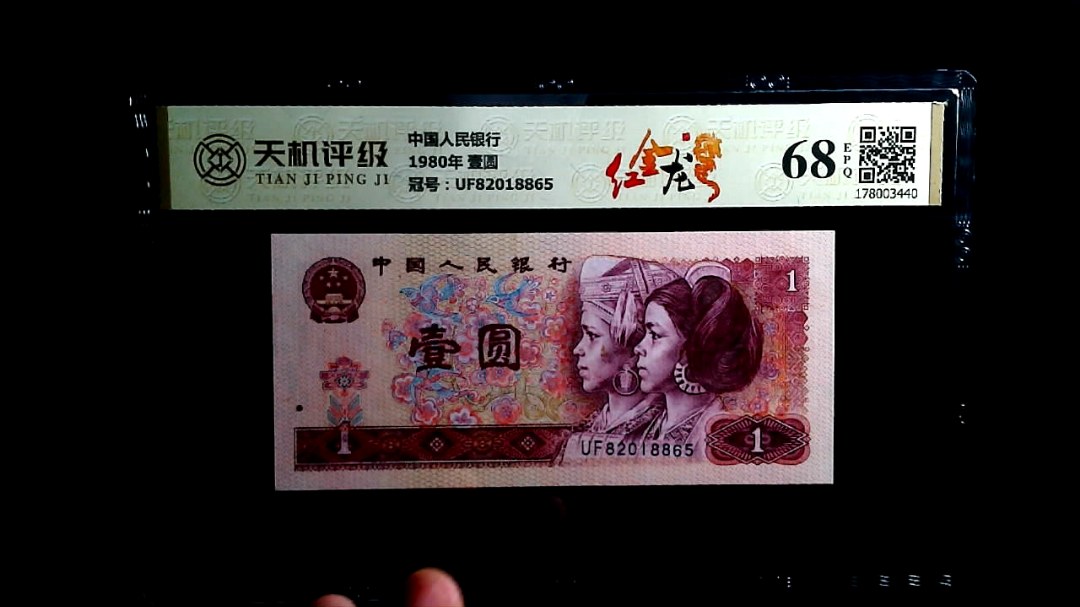 天机评级
TIAN JI PING JI
中国人民银行
1980年 壹圆
冠号：UF82018865
红金龙
68
EPQ
178003440
中国人民银行
1
壹圆
1
1
UF82018865